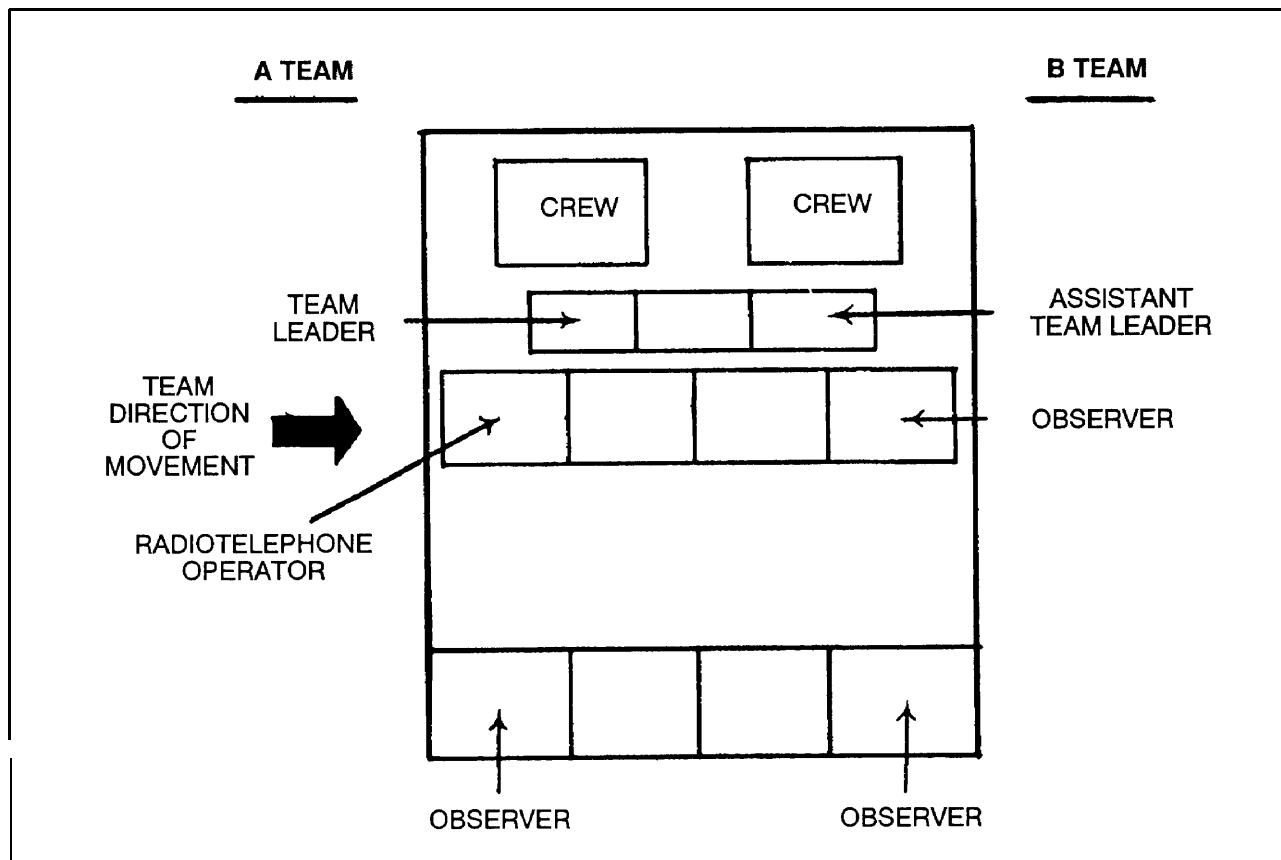 A TEAM
B TEAM
CREW
CREW
TEAM
LEADER
ASSISTANT
TEAM LEADER
TEAM
DIRECTION
OF
MOVEMENT
OBSERVER
RADIOTELEPHONE
OPERATOR
OBSERVER
OBSERVER